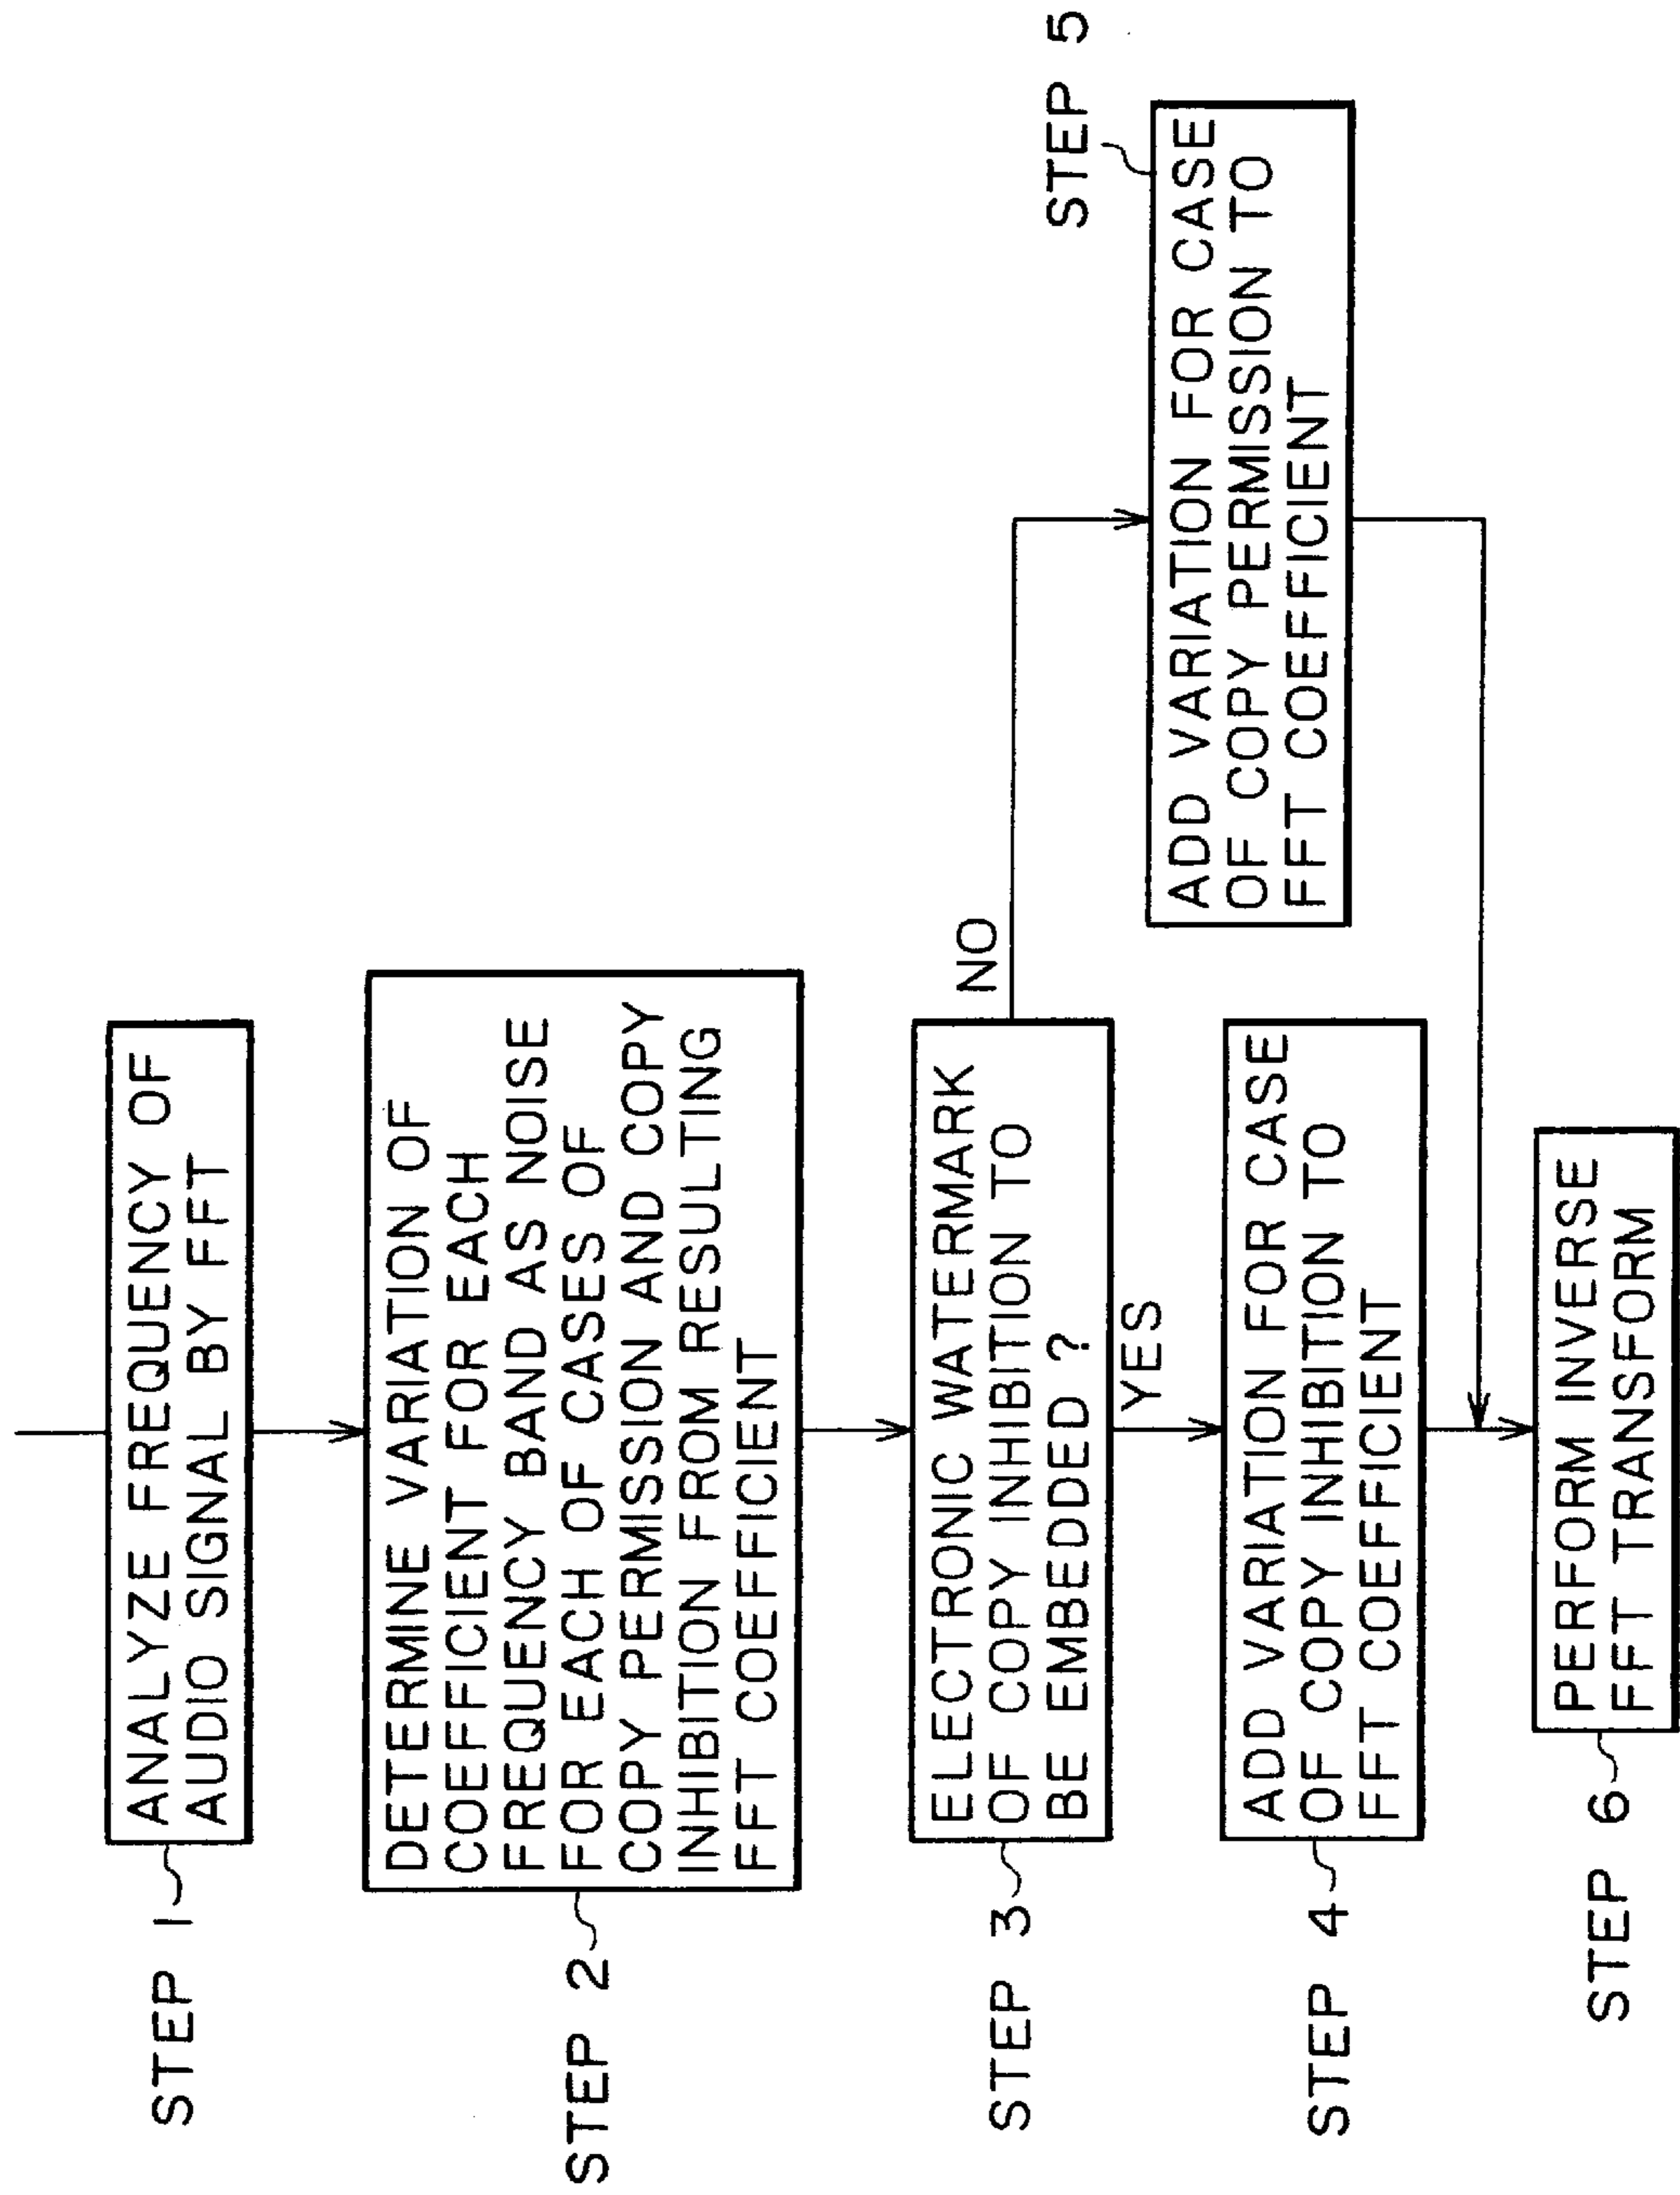 STEP 1
ANALYZE FREQUENCY OF
AUDIO SIGNAL BY FFT
STEP 2
DETERMINE VARIATION OF
COEFFICIENT FOR EACH
FREQUENCY BAND AS NOISE
FOR EACH OF CASES OF
COPY PERMISSION AND COPY
INHIBITION FROM RESULTING
FFT COEFFICIENT
STEP 3
ELECTRONIC WATERMARK
OF COPY INHIBITION TO
BE EMBEDDED ?
NO
YES
STEP 4
ADD VARIATION FOR CASE
OF COPY INHIBITION TO
FFT COEFFICIENT
STEP 5
ADD VARIATION FOR CASE
OF COPY PERMISSION TO
FFT COEFFICIENT
STEP 6
PERFORM INVERSE
FFT TRANSFORM